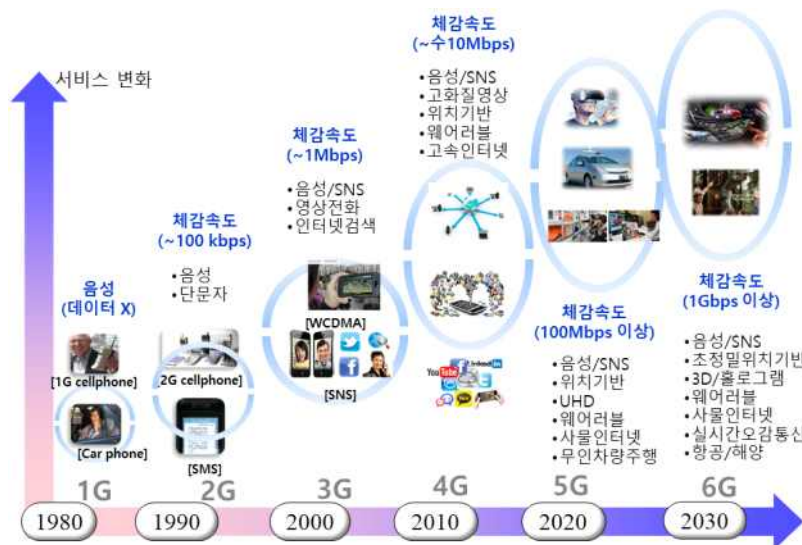 서비스 변화
음성
(데이터 X)
[1G cellphone]
[Car phone]
1G
1980
체감속도
(~100 kbps)
•음성
•단문자
[2G cellphone]
[SMS]
2G
1990
체감속도
(~1Mbps)
•음성/SNS
•영상전화
•인터넷검색
[WCDMA]
[SNS]
3G
2000
체감속도
(~수10Mbps)
•음성/SNS
•고화질영상
•위치기반
•웨어러블
•고속인터넷
Linked in
YouTube
4G
2010
체감속도
(100Mbps 이상)
•음성/SNS
•위치기반
•UHD
•웨어러블
•사물인터넷
•무인차량주행
5G
2020
체감속도
(1Gbps 이상)
•음성/SNS
•초정밀위치기반
•3D/홀로그램
•웨어러블
•사물인터넷
•실시간오감통신
•항공/해양
6G
2030